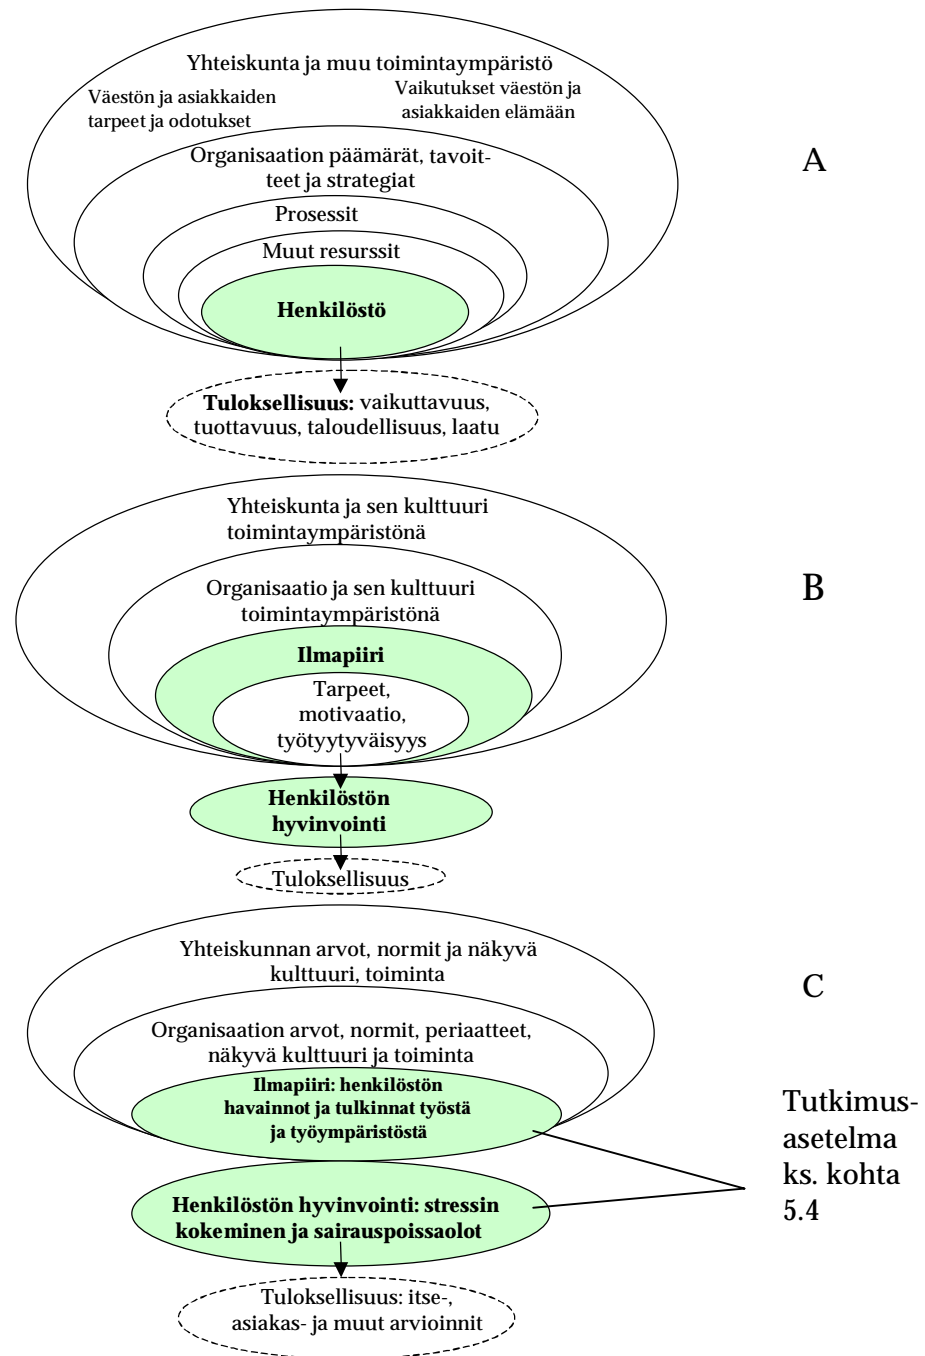 Yhteiskunta ja muu toimintaympäristö
Väestön ja asiakkaiden
tarpeet ja odotukset
Vaikutukset väestön ja
asiakkaiden elämään
Organisaation päämärät, tavoit-
teet ja strategiat
Prosessit
Muut resurssit
Henkilöstö
Tuloksellisuus: vaikuttavuus,
tuottavuus, taloudellisuus, laatu
A
Yhteiskunta ja sen kulttuuri
toimintaympäristönä
Organisaatio ja sen kulttuuri
toimintaympäristönä
Ilmapiiri
Tarpeet,
motivaatio,
työtyytyväisyys
Henkilöstön
hyvinvointi
Tuloksellisuus
B
Yhteiskunnan arvot, normit ja näkyvä
kulttuuri, toiminta
Organisaation arvot, normit, periaatteet,
näkyvä kulttuuri ja toiminta
Ilmapiiri: henkilöstön
havainnot ja tulkinnat työstä
ja työympäristöstä
Henkilöstön hyvinvointi: stressin
kokeminen ja sairauspoissaolot
Tuloksellisuus: itse-,
asiakas- ja muut arvioinnit
C
Tutkimus-
asetelma
ks. kohta
5.4